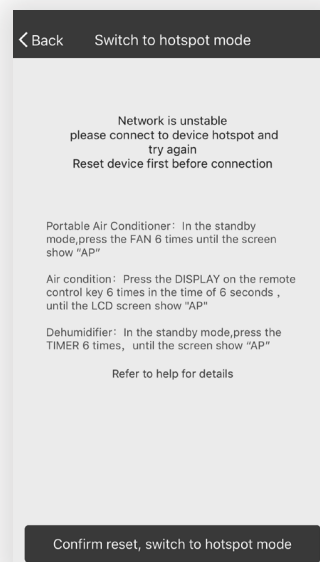 Back Switch to hotspot mode
Network is unstable
please connect to device hotspot and
try again
Reset device first before connection
Portable Air Conditioner：In the standby
mode,press the FAN 6 times until the screen
show “AP”
Air condition：Press the DISPLAY on the remote
control key 6 times in the time of 6 seconds ,
until the LCD screen show "AP"
Dehumidifier：In the standby mode,press the
TIMER 6 times，until the screen show “AP”
Refer to help for details
Confirm reset, switch to hotspot mode